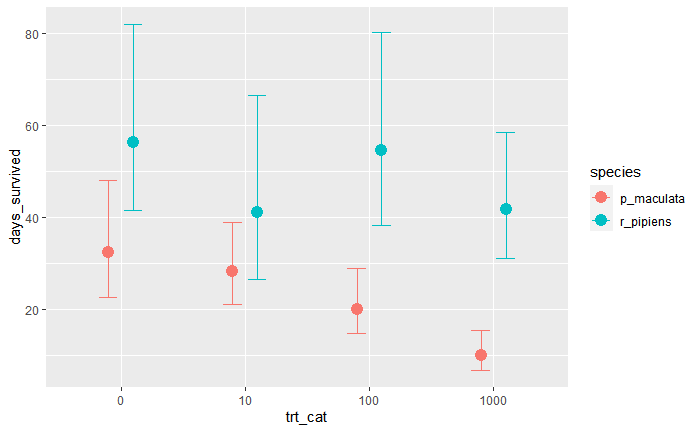 80
60
40
20
days_survived
0 10 100 1000
trt_cat
species
p_maculata
r_pipiens